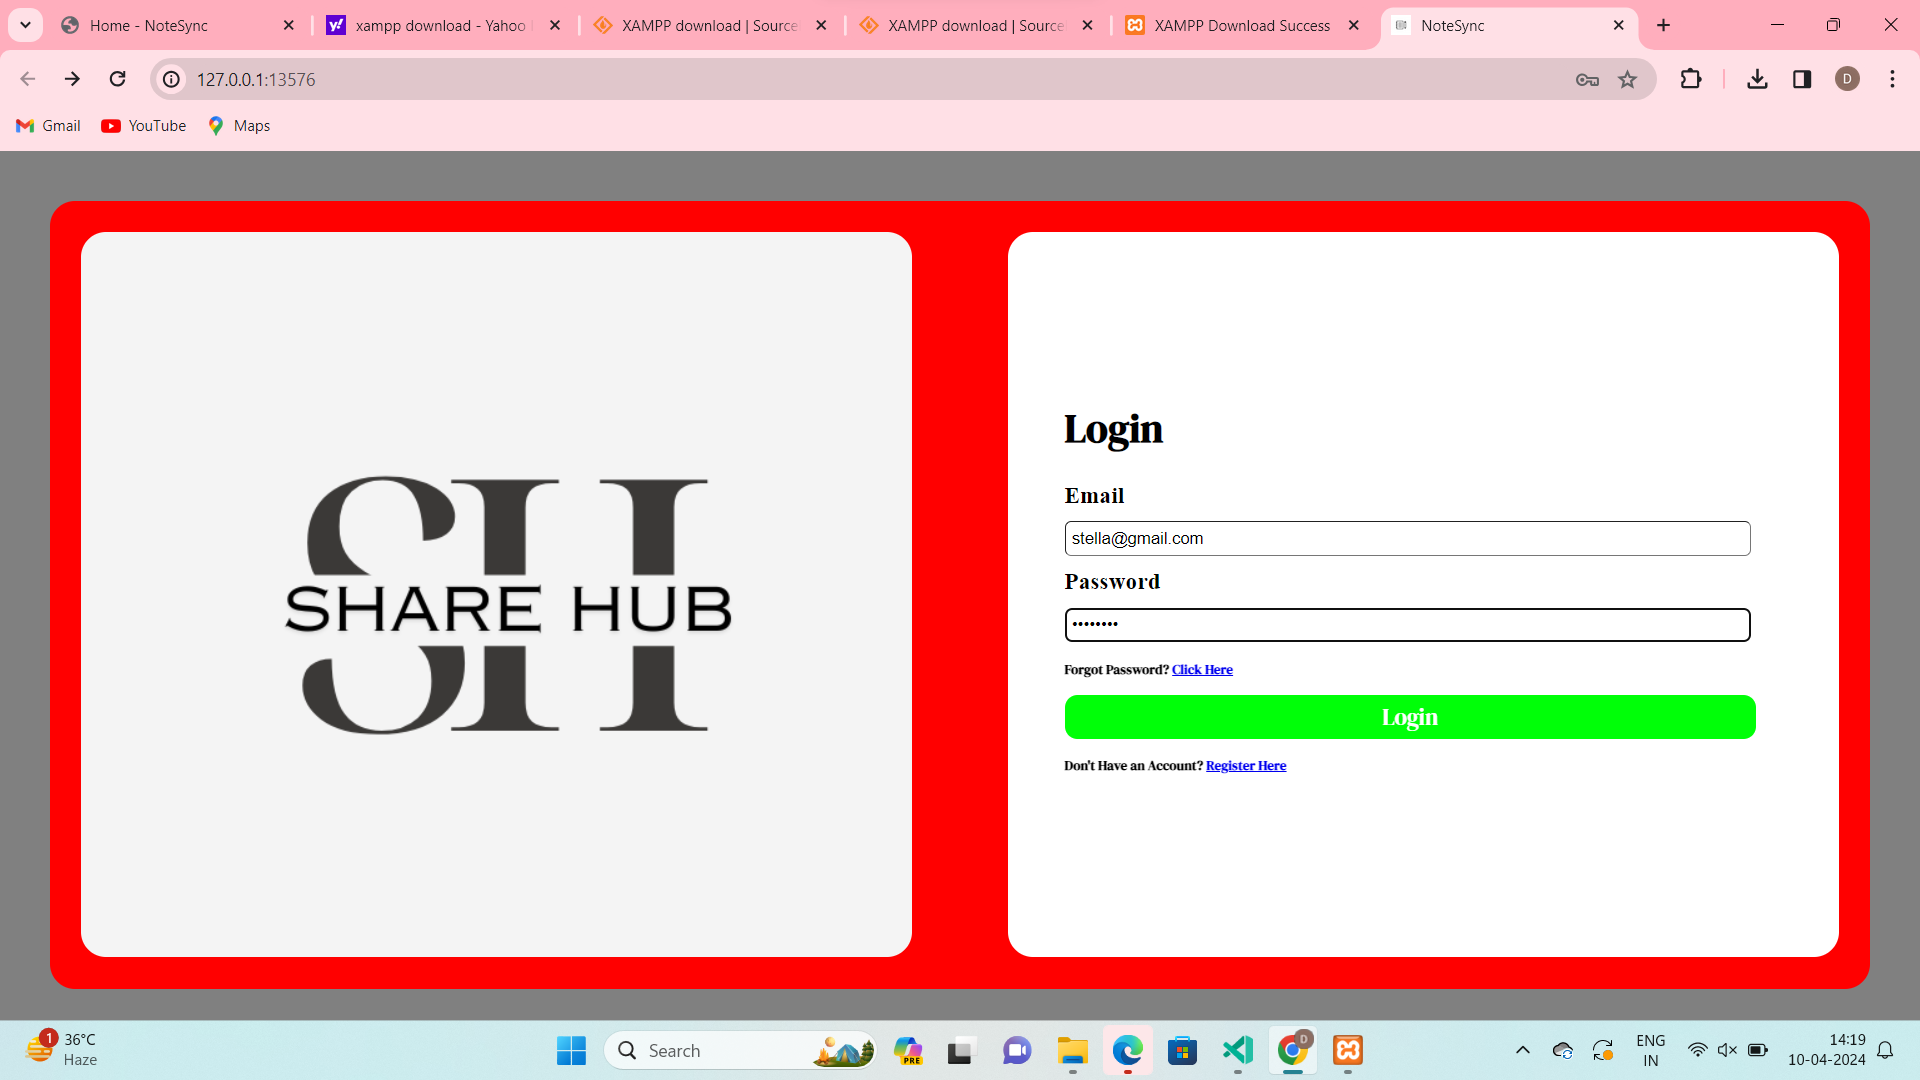 Home - NoteSync
xampp download - Yahoo
XAMPP download | Source
XAMPP download | Source
XAMPP Download Success
NoteSync
127.0.0.1:13576
D
Gmail
YouTube
Maps
SH
SHARE HUB
Login
Email
stella@gmail.com
Password
••••••••
Forgot Password? Click Here
Login
Don't Have an Account? Register Here
1
36°C
Haze
Search
PRE
D
ENG
IN
14:19
10-04-2024